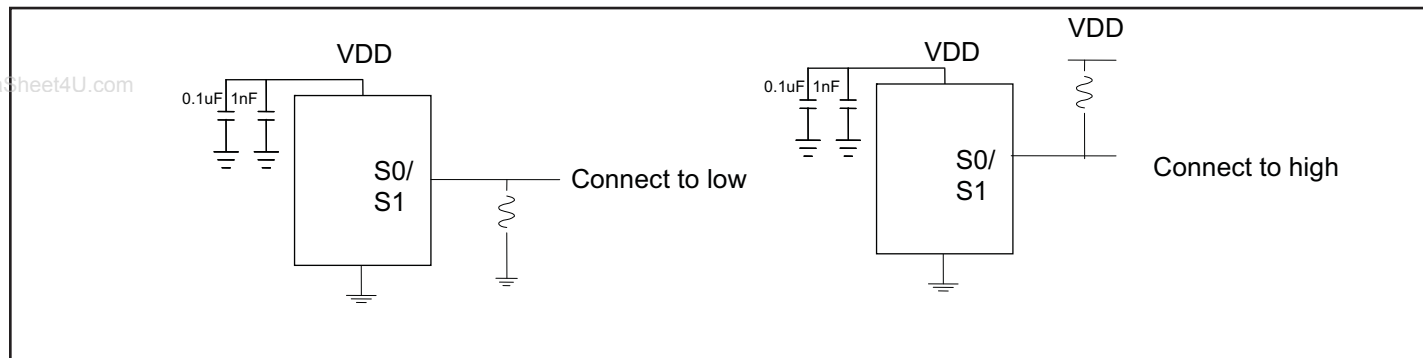 VDD
0.1uF 1nF
S0/
S1
Connect to low
VDD
VDD
0.1uF 1nF
S0/
S1
Connect to high
Sheet4U.com